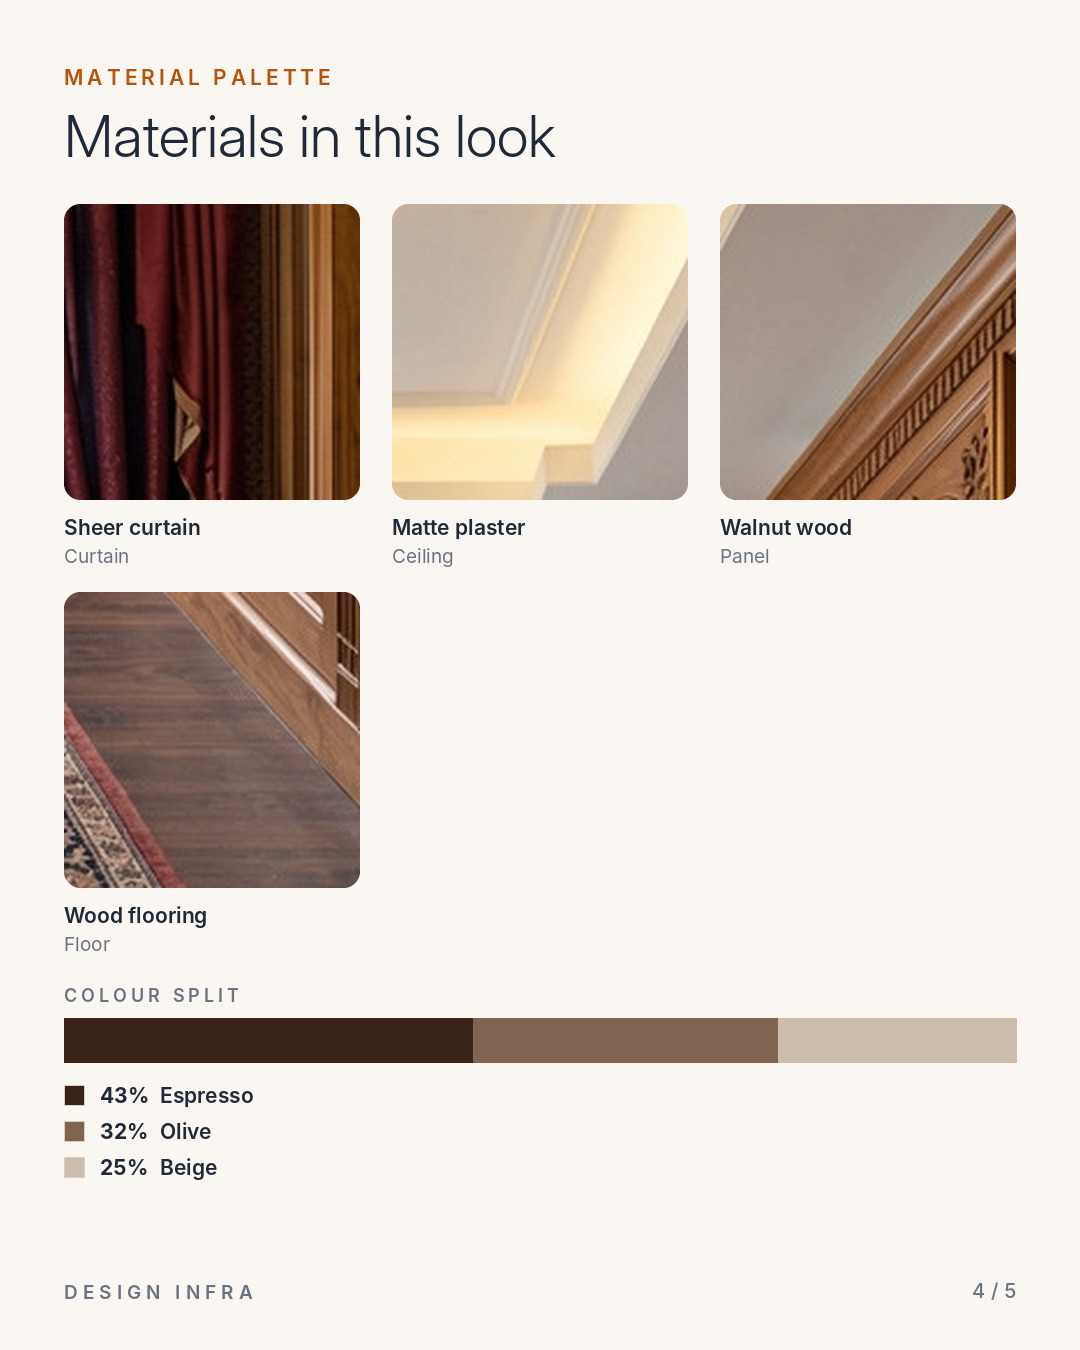 MATERIAL PALETTE
Materials in this look
Sheer curtain
Curtain
Matte plaster
Ceiling
Walnut wood
Panel
Wood flooring
Floor
COLOUR SPLIT
43% Espresso
32% Olive
25% Beige
DESIGN INFRA
4 / 5